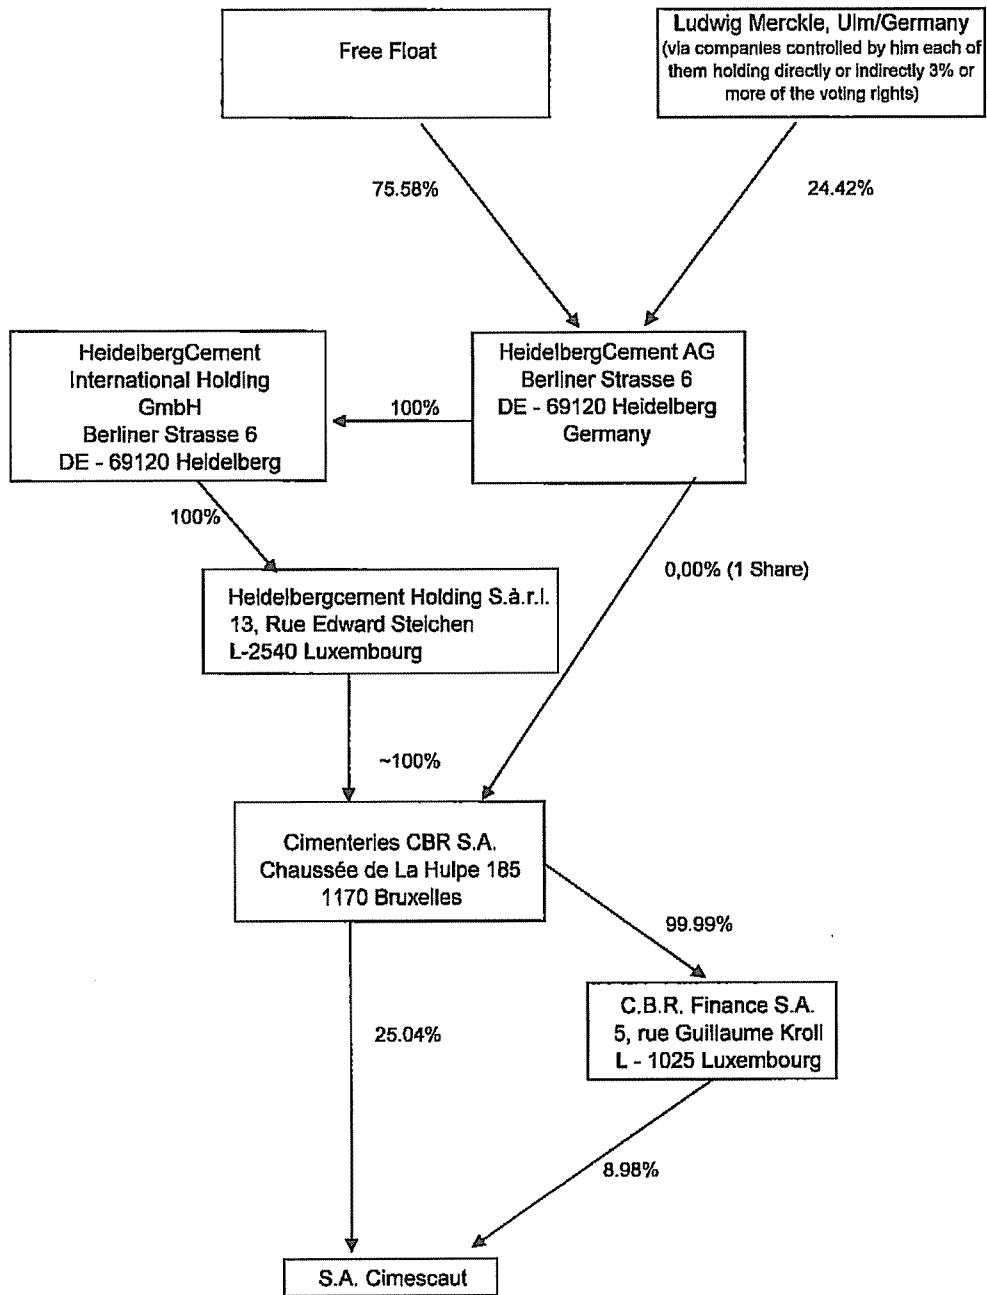 Free Float
Ludwig Merckle, Ulm/Germany
(via companies controlled by him each of
them holding directly or indirectly 3% or
more of the voting rights)
75.58%
24.42%
HeidelbergCement
International Holding
GmbH
Berliner Strasse 6
DE - 69120 Heidelberg
100%
HeidelbergCement AG
Berliner Strasse 6
DE - 69120 Heidelberg
Germany
100%
0,00% (1 Share)
Heidelbergcement Holding S.à.r.l.
13, Rue Edward Steichen
L-2540 Luxembourg
~100%
Cimenteries CBR S.A.
Chaussée de La Hulpe 185
1170 Bruxelles
99.99%
25.04%
C.B.R. Finance S.A.
5, rue Guillaume Kroll
L - 1025 Luxembourg
8.98%
S.A. Cimescaut